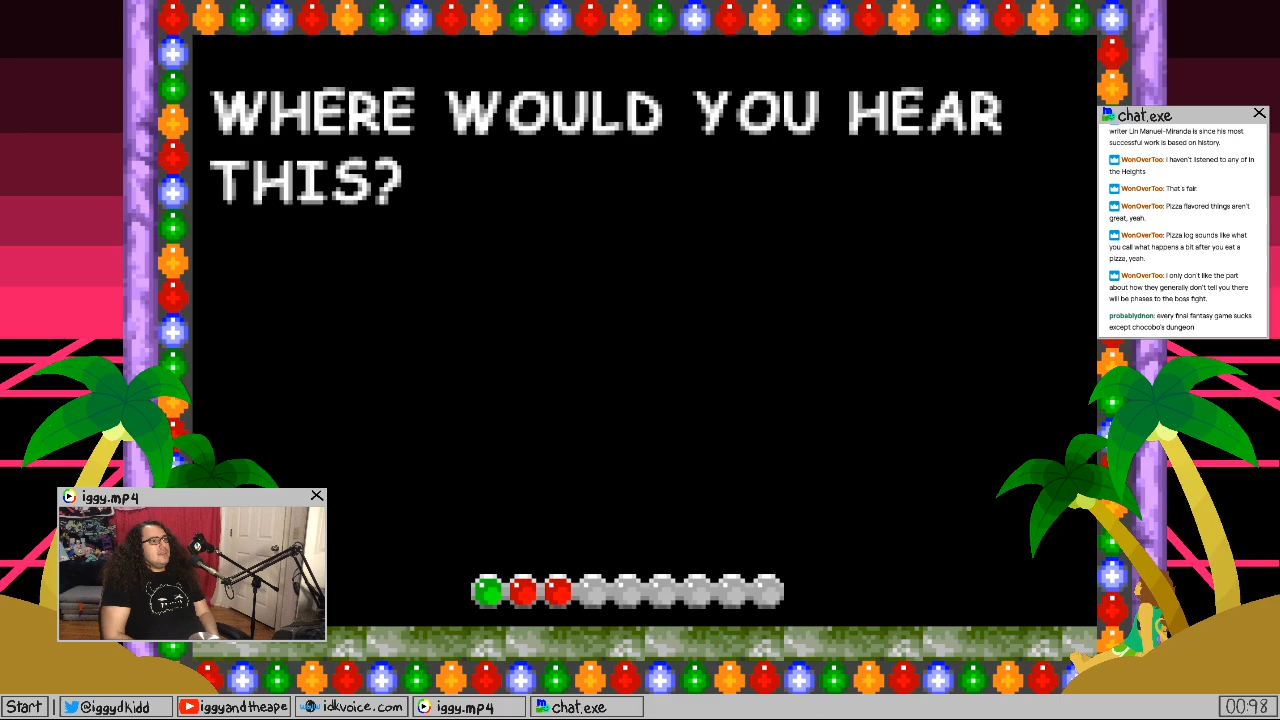 WHERE WOULD YOU HEAR
THIS?
chat.exe
writer Lin Manuel-Miranda is since his most
successful work is based on history.
WonOverToo: I haven't listened to any of In
the Heights
WonOverToo: That's fair.
WonOverToo: Pizza flavored things aren't
great, yeah.
WonOverToo: Pizza log sounds like what
you call what happens a bit after you eat a
pizza, yeah.
WonOverToo: I only don't like the part
about how they generally don't tell you there
will be phases to the boss fight.
probablydnon: every final fantasy game sucks
except chocobo's dungeon
iggy.mp4
Start
@iggydkidd
iggyandtheape
www idkvoice.com
iggy.mp4
chat.exe
00:98